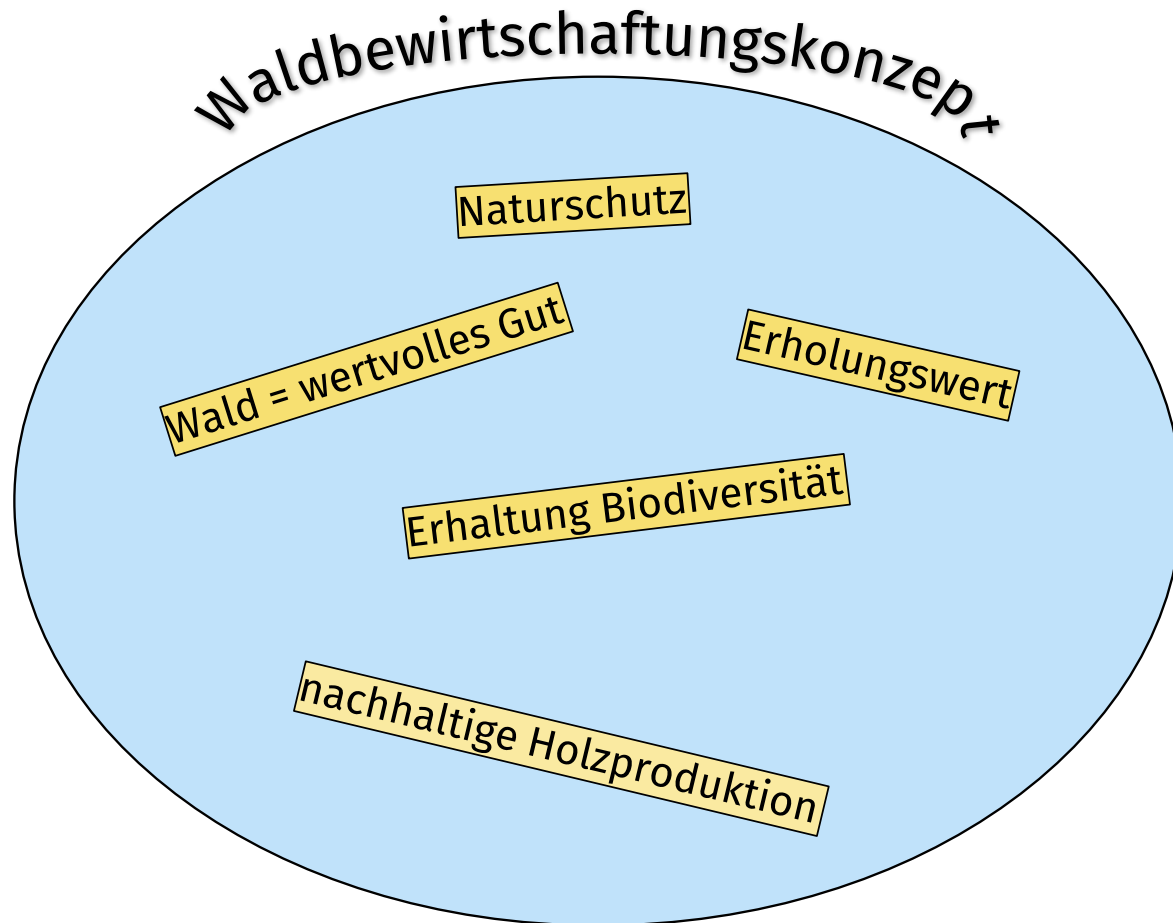 Waldbewirtschaftungskonzept
Naturschutz
Wald = wertvolles Gut
Erholungswert
Erhaltung Biodiversität
nachhaltige Holzproduktion